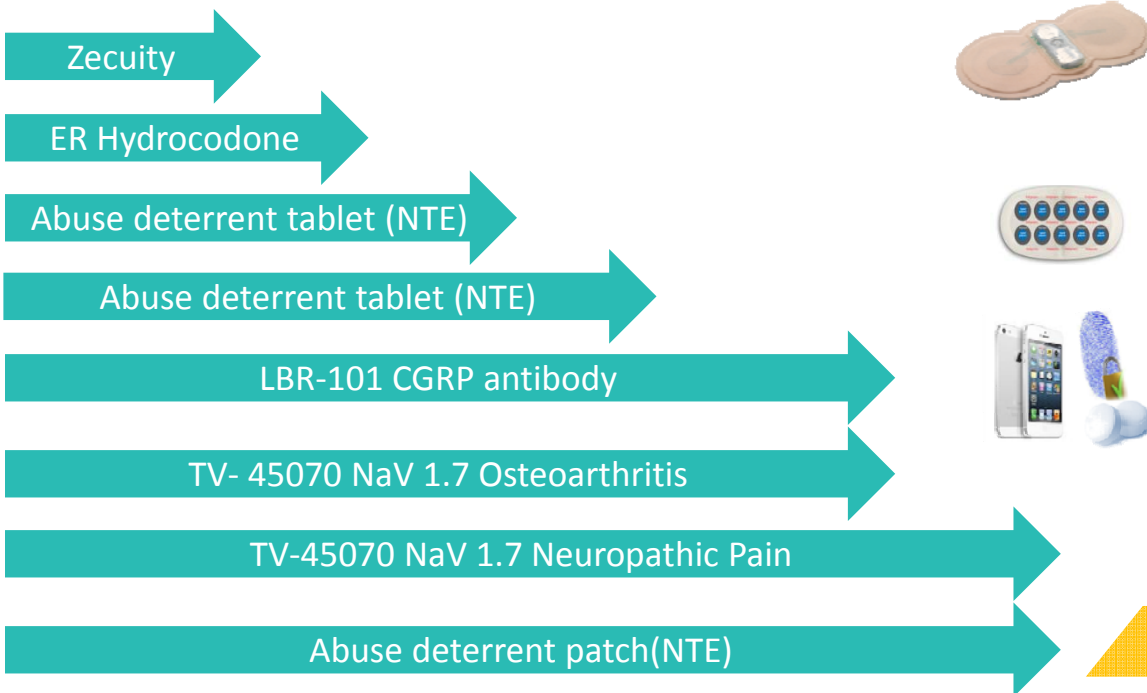 Zecuity
ER Hydrocodone
Abuse deterrent tablet (NTE)
Abuse deterrent tablet (NTE)
LBR-101 CGRP antibody
TV- 45070 NaV 1.7 Osteoarthritis
TV-45070 NaV 1.7 Neuropathic Pain
Abuse deterrent patch(NTE)